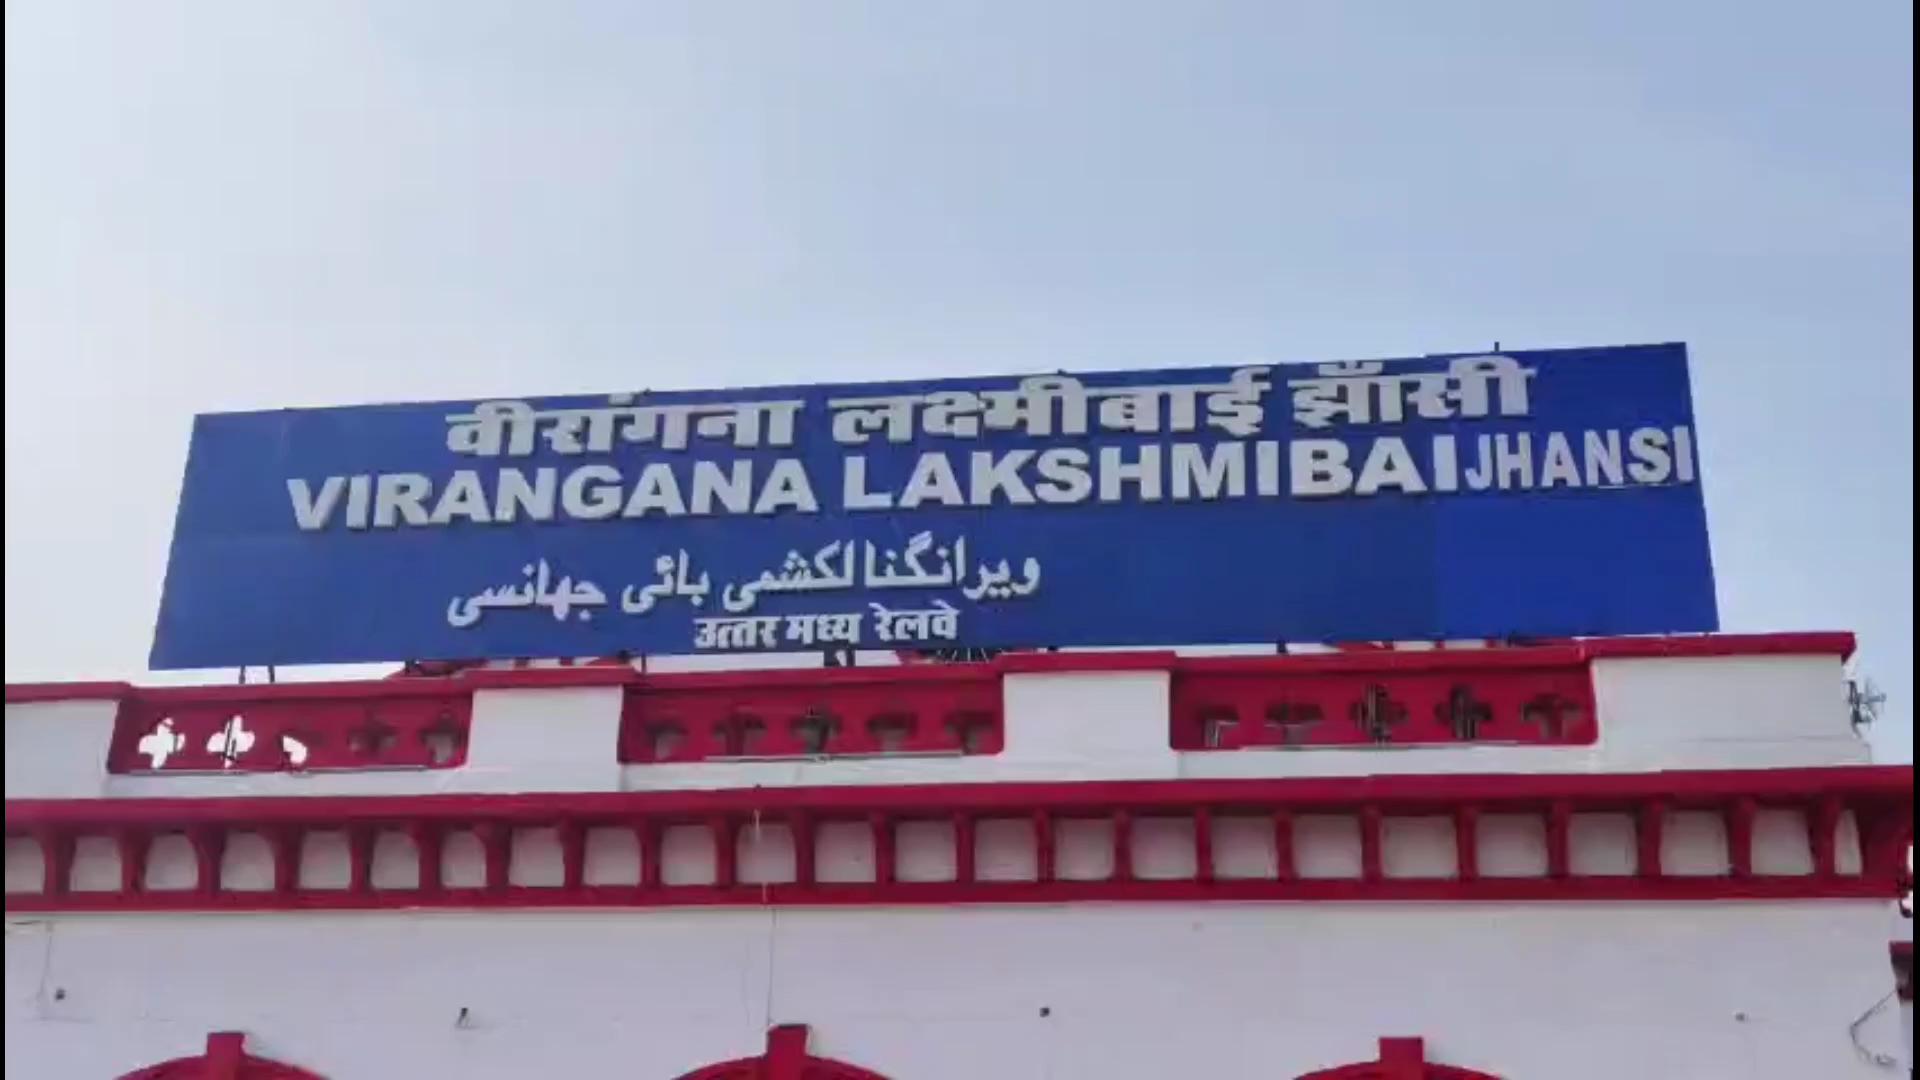 वीरांगना लक्ष्मीबाई झाँसी
VIRANGANA LAKSHMIBAI JHANSI
ویرانگنا لکشمی بائی جھانسی
उत्तर मध्य रेलवे